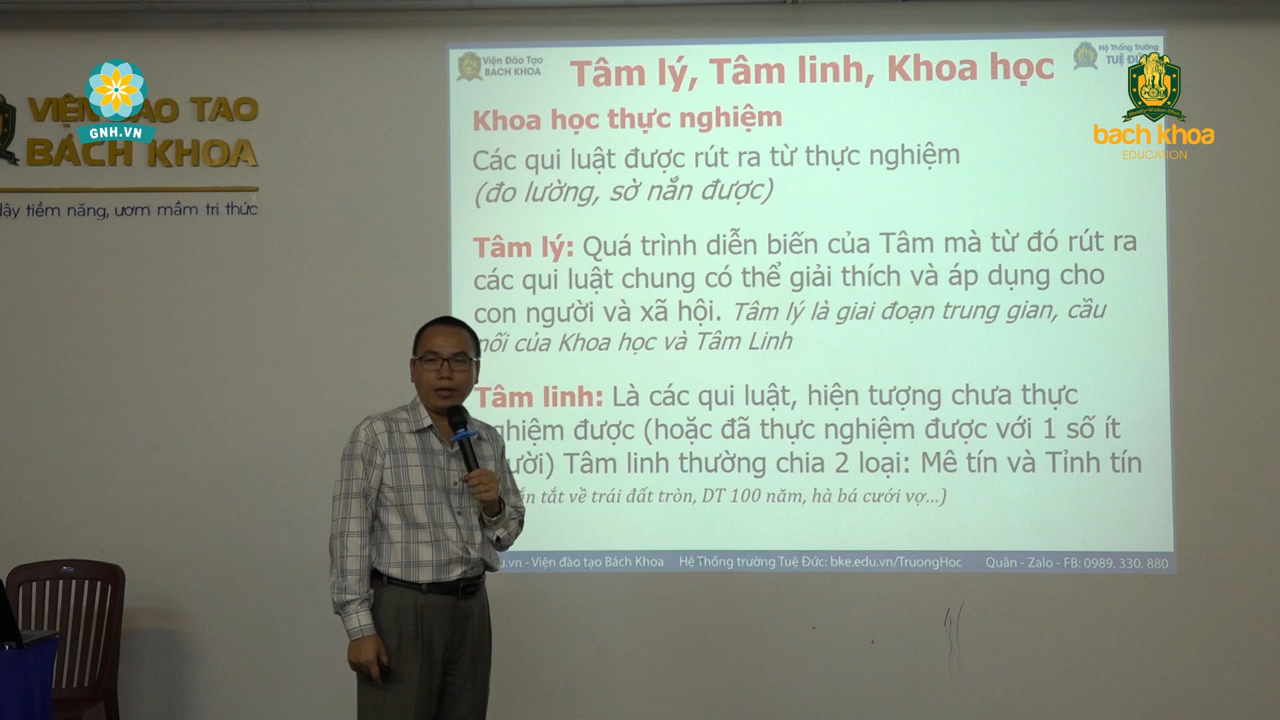 VIỆN ĐÀO TẠO
BÁCH KHOA
tiềm năng, ươm mầm tri thức
GNH.VN
Viện Đào Tạo
BÁCH KHOA
Tâm lý, Tâm linh, Khoa học
Hệ Thống Trường
TUỆ ĐỨC
bach khoa
EDUCATION
Khoa học thực nghiệm
Các qui luật được rút ra từ thực nghiệm
(đo lường, sờ nắn được)
Tâm lý: Quá trình diễn biến của Tâm mà từ đó rút ra
các qui luật chung có thể giải thích và áp dụng cho
con người và xã hội. Tâm lý là giai đoạn trung gian, cầu
nối của Khoa học và Tâm Linh
Tâm linh: Là các qui luật, hiện tượng chưa thực
nghiệm được (hoặc đã thực nghiệm được với 1 số ít
người) Tâm linh thường chia 2 loại: Mê tín và Tỉnh tín
tắt về trái đất tròn, DT 100 năm, hà bá cưới vợ...)
.vn - Viện đào tạo Bách Khoa Hệ Thống trường Tuệ Đức: bke.edu.vn/TruongHoc Quân - Zalo - FB: 0989. 330. 880